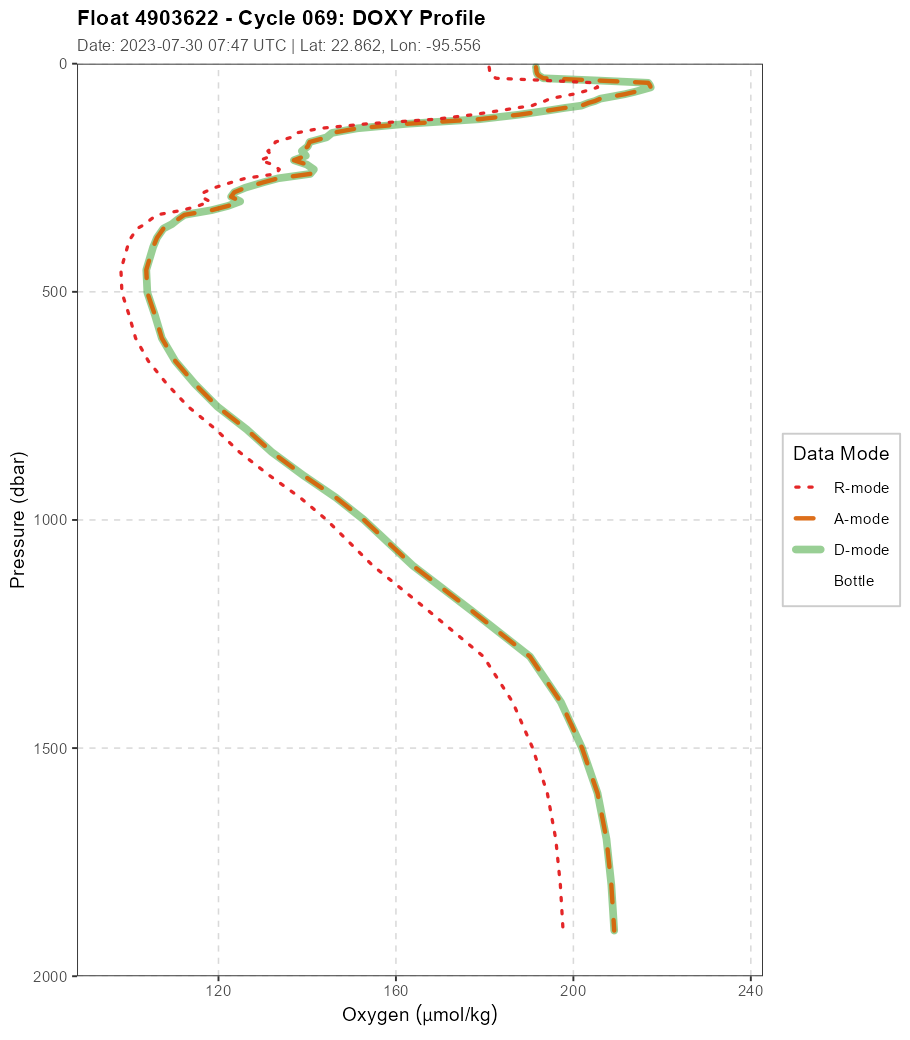 Float 4903622 - Cycle 069: DOXY Profile
Date: 2023-07-30 07:47 UTC | Lat: 22.862, Lon: -95.556
0
500
1000
1500
2000
Pressure (dbar)
120
160
200
240
Oxygen (μmol/kg)
Data Mode
R-mode
A-mode
D-mode
Bottle